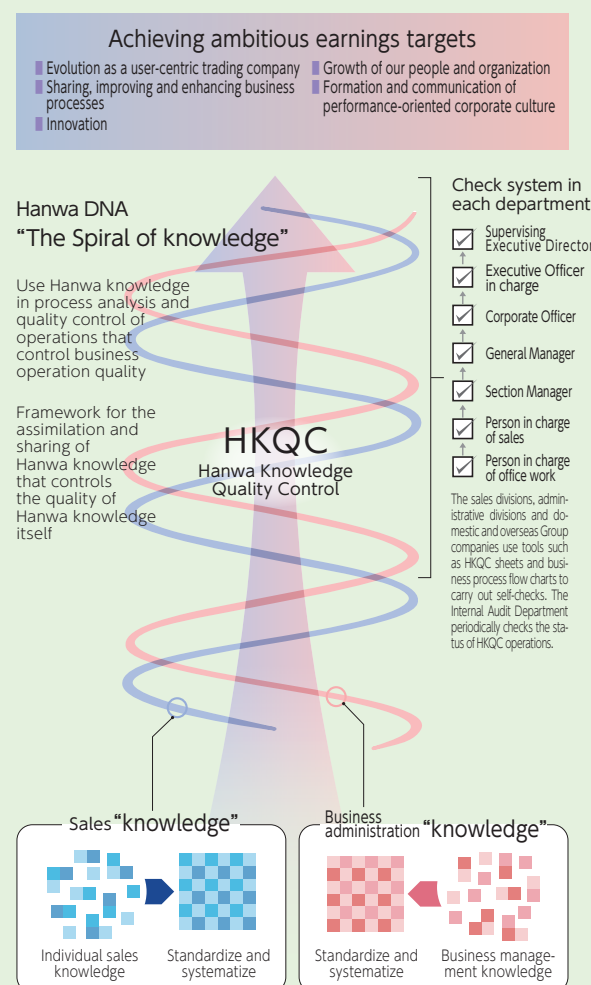 Achieving ambitious earnings targets
Evolution as a user-centric trading company
Sharing, improving and enhancing business
processes
Innovation
Growth of our people and organization
Formation and communication of
performance-oriented corporate culture
Hanwa DNA
“The Spiral of knowledge”
Use Hanwa knowledge
in process analysis and
quality control of
operations that
control business
operation quality
Framework for the
assimilation and
sharing of
Hanwa knowledge
that controls
the quality of
Hanwa knowledge
itself
HKQC
Hanwa Knowledge
Quality Control
Check system in
each department
Supervising
Executive Director
Executive Officer
in charge
Corporate Officer
General Manager
Section Manager
Person in charge
of sales
Person in charge
of office work
The sales divisions, admin-
istrative divisions and do-
mestic and overseas Group
companies use tools such
as HKQC sheets and busi-
ness process flow charts to
carry out self-checks. The
Internal Audit Department
periodically checks the sta-
tus of HKQC operations.
Sales “knowledge”
Individual sales
knowledge
Standardize and
systematize
Business
administration “knowledge”
Standardize and
systematize
Business manage-
ment knowledge